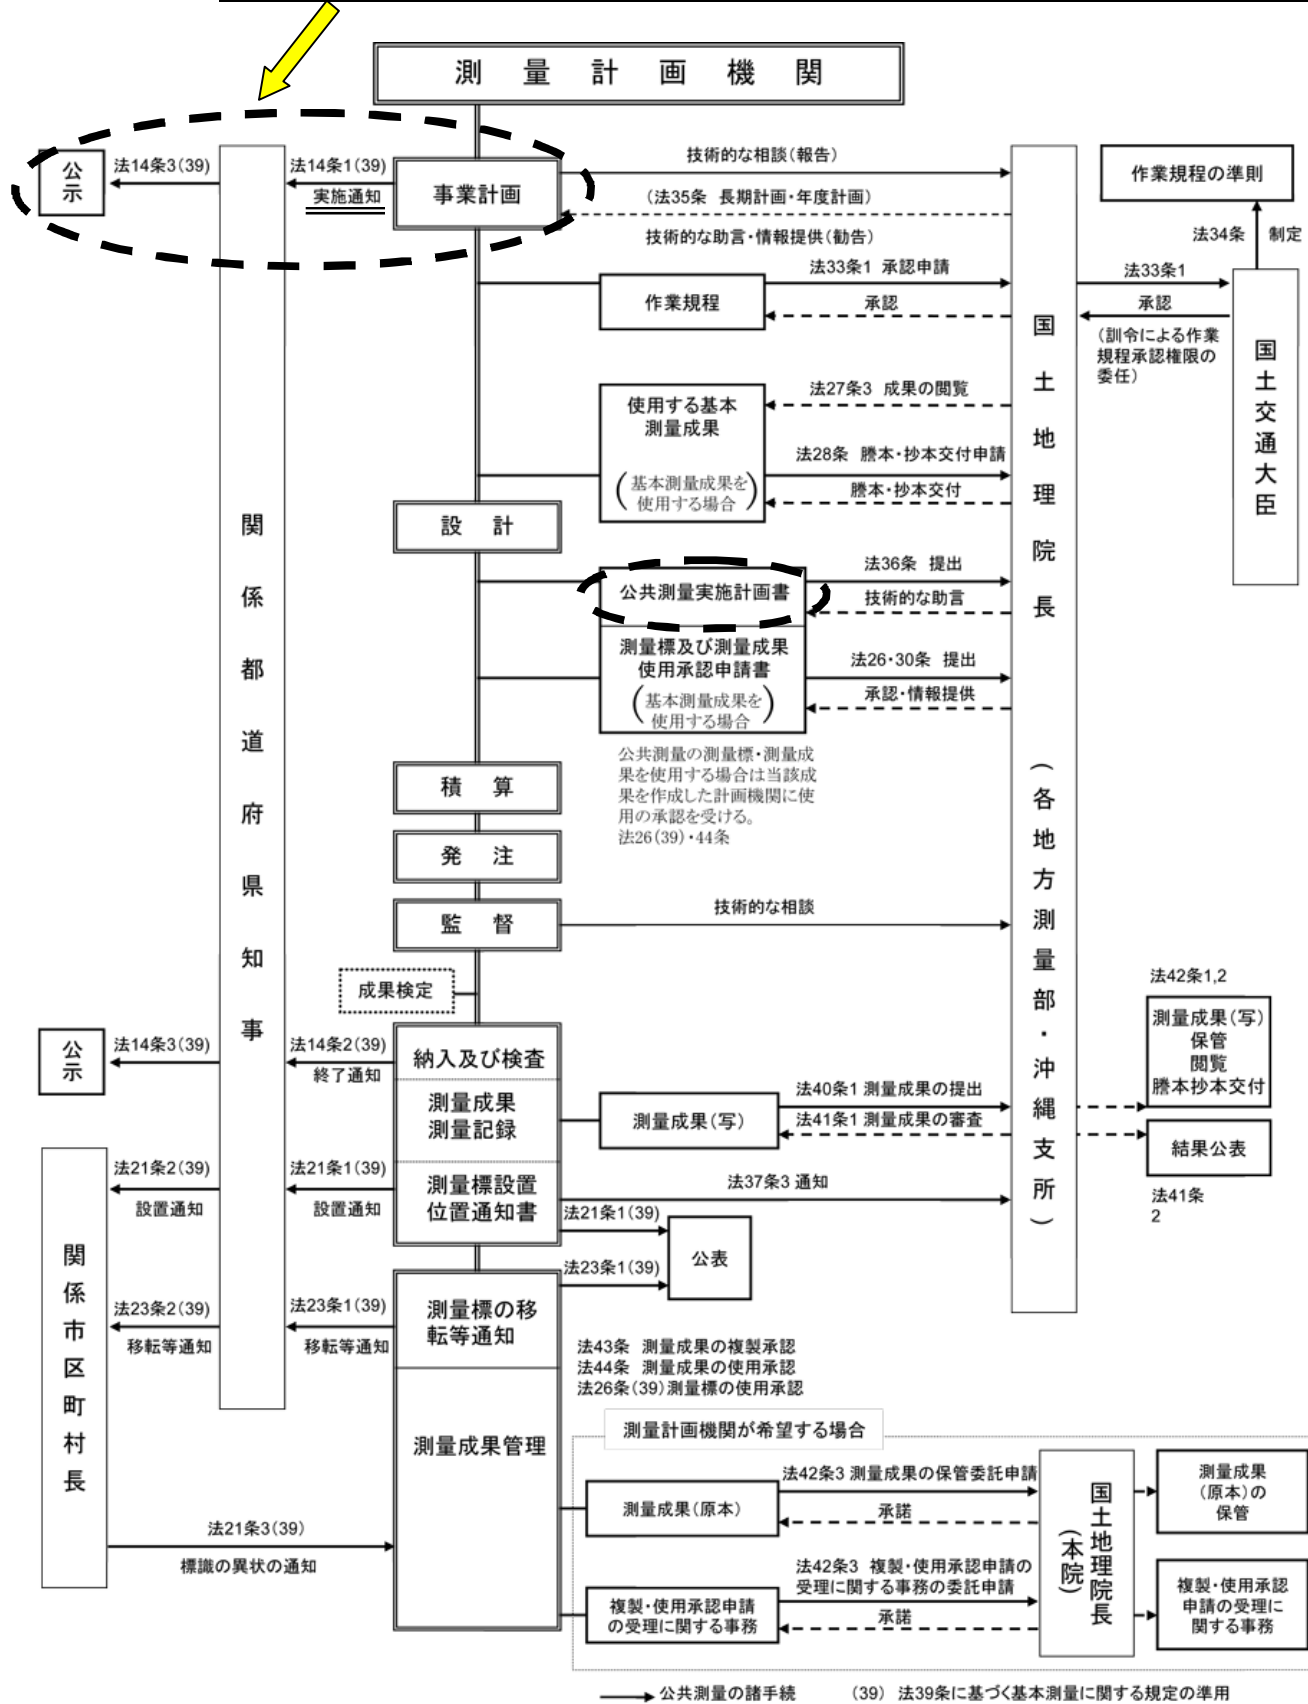 測量計画機関
公示
法14条3(39)
法14条1(39)
実施通知
事業計画
技術的な相談(報告)
(法35条 長期計画・年度計画)
技術的な助言・情報提供(勧告)
作業規程の準則
法34条 制定
作業規程
法33条1 承認申請
承認
法33条1
承認
(訓令による作業
規程承認権限の
委任)
国土交通大臣
国土地理院長
(各地方測量部・沖縄支所)
関係都道府県知事
使用する基本
測量成果
(基本測量成果を
使用する場合)
法27条3 成果の閲覧
法28条 謄本・抄本交付申請
謄本・抄本交付
設計
公共測量実施計画書
法36条 提出
技術的な助言
測量標及び測量成果
使用承認申請書
(基本測量成果を
使用する場合)
法26・30条 提出
承認・情報提供
公共測量の測量標・測量成
果を使用する場合は当該成
果を作成した計画機関に使
用の承認を受ける。
法26(39)・44条
積算
発注
監督
技術的な相談
成果検定
公示
法14条3(39)
法14条2(39)
終了通知
納入及び検査
測量成果
測量記録
測量成果(写)
法40条1 測量成果の提出
法41条1 測量成果の審査
法42条1,2
測量成果(写)
保管
閲覧
謄本抄本交付
結果公表
法41条
2
法21条2(39)
設置通知
法21条1(39)
設置通知
測量標設置
位置通知書
法37条3 通知
法21条1(39)
公表
法23条1(39)
関係市区町村長
法23条2(39)
移転等通知
法23条1(39)
移転等通知
測量標の移
転等通知
法43条 測量成果の複製承認
法44条 測量成果の使用承認
法26条(39)測量標の使用承認
測量成果管理
測量計画機関が希望する場合
測量成果(原本)
法42条3 測量成果の保管委託申請
承諾
国土地理院長
(本院)
測量成果
(原本)の
保管
法21条3(39)
標識の異状の通知
複製・使用承認申請
の受理に関する事務
法42条3 複製・使用承認申請の
受理に関する事務の委託申請
承諾
複製・使用承認
申請の受理に
関する事務
公共測量の諸手続 (39) 法39条に基づく基本測量に関する規定の準用